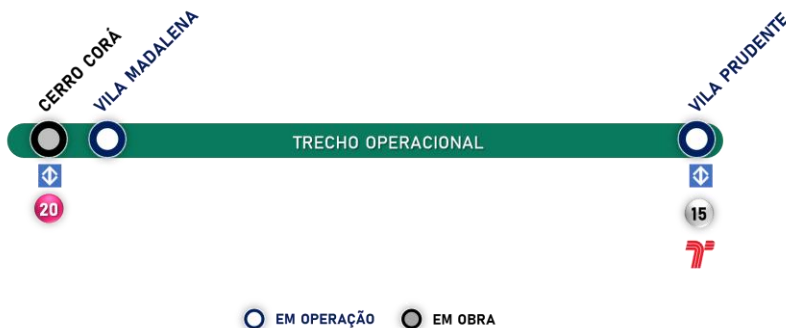 CERRO CORÁ
VILA MADALENA
VILA PRUDENTE
TRECHO OPERACIONAL
20
15
EM OPERAÇÃO
EM OBRA